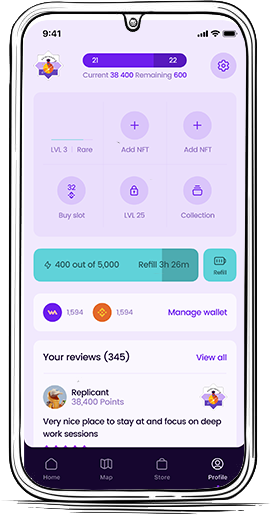 9:41
21 22
Current 38 400 Remaining 600
LVL 3 Rare
Add NFT
Add NFT
32
Buy slot
LVL 25
Collection
400 out of 5,000 Refill 3h 26m
Refill
1,594 1,594 Manage wallet
Your reviews (345) View all
Replicant
38,400 Points
Very nice place to stay at and focus on deep
work sessions
Home Map Store Profile